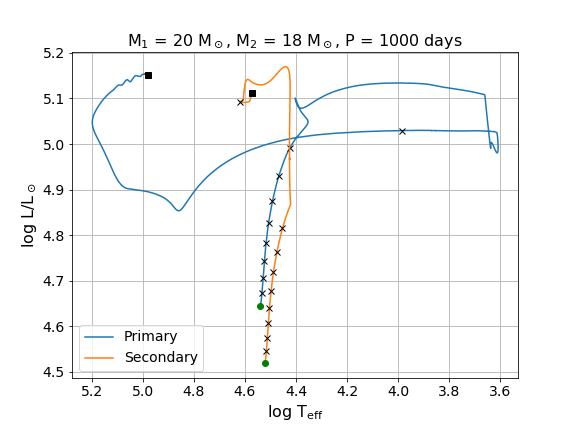 M₁ = 20 M⊙, M₂ = 18 M⊙, P = 1000 days
5.2
5.1
5.0
4.9
4.8
4.7
4.6
4.5
log L/L⊙
Primary
Secondary
5.2 5.0 4.8 4.6 4.4 4.2 4.0 3.8 3.6
log T_eff